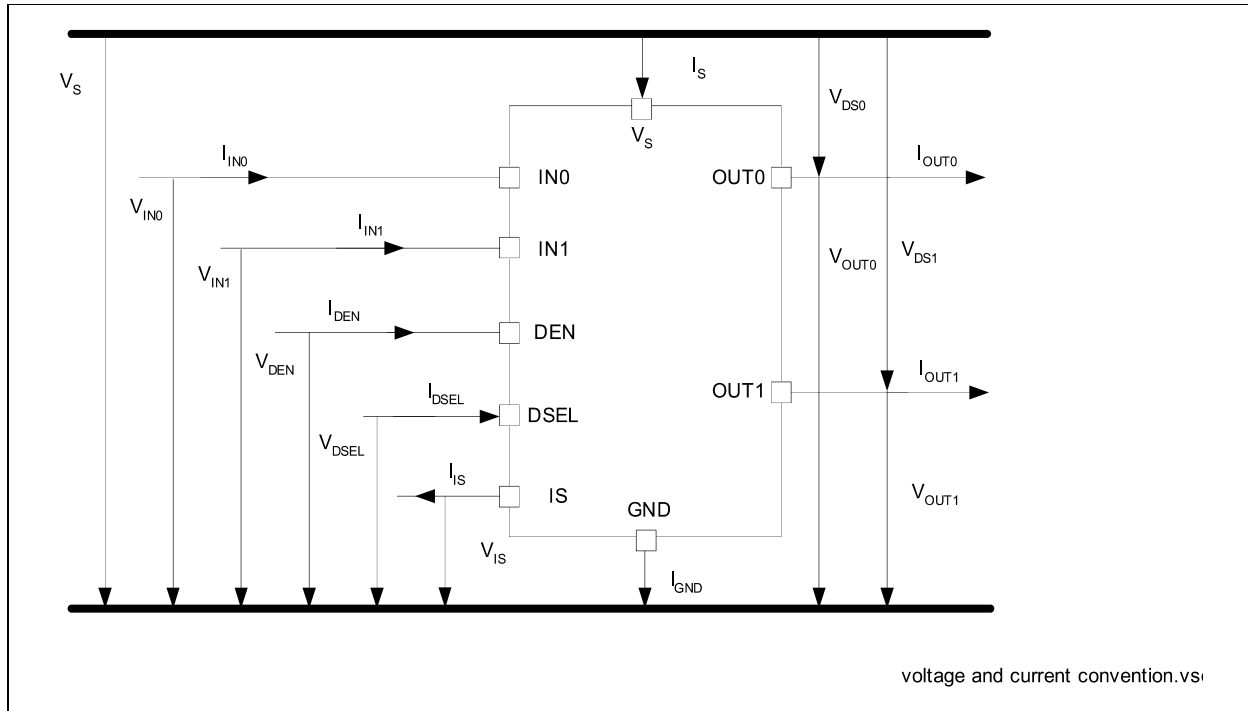 V_S
I_S
V_DS0
V_S
I_IN0
IN0
OUT0
I_OUT0
V_IN0
I_IN1
IN1
V_IN1
V_OUT0
V_DS1
I_DEN
DEN
V_DEN
I_OUT1
OUT1
I_DSEL
DSEL
V_DSEL
I_IS
IS
V_OUT1
GND
V_IS
I_GND
voltage and current convention.vs